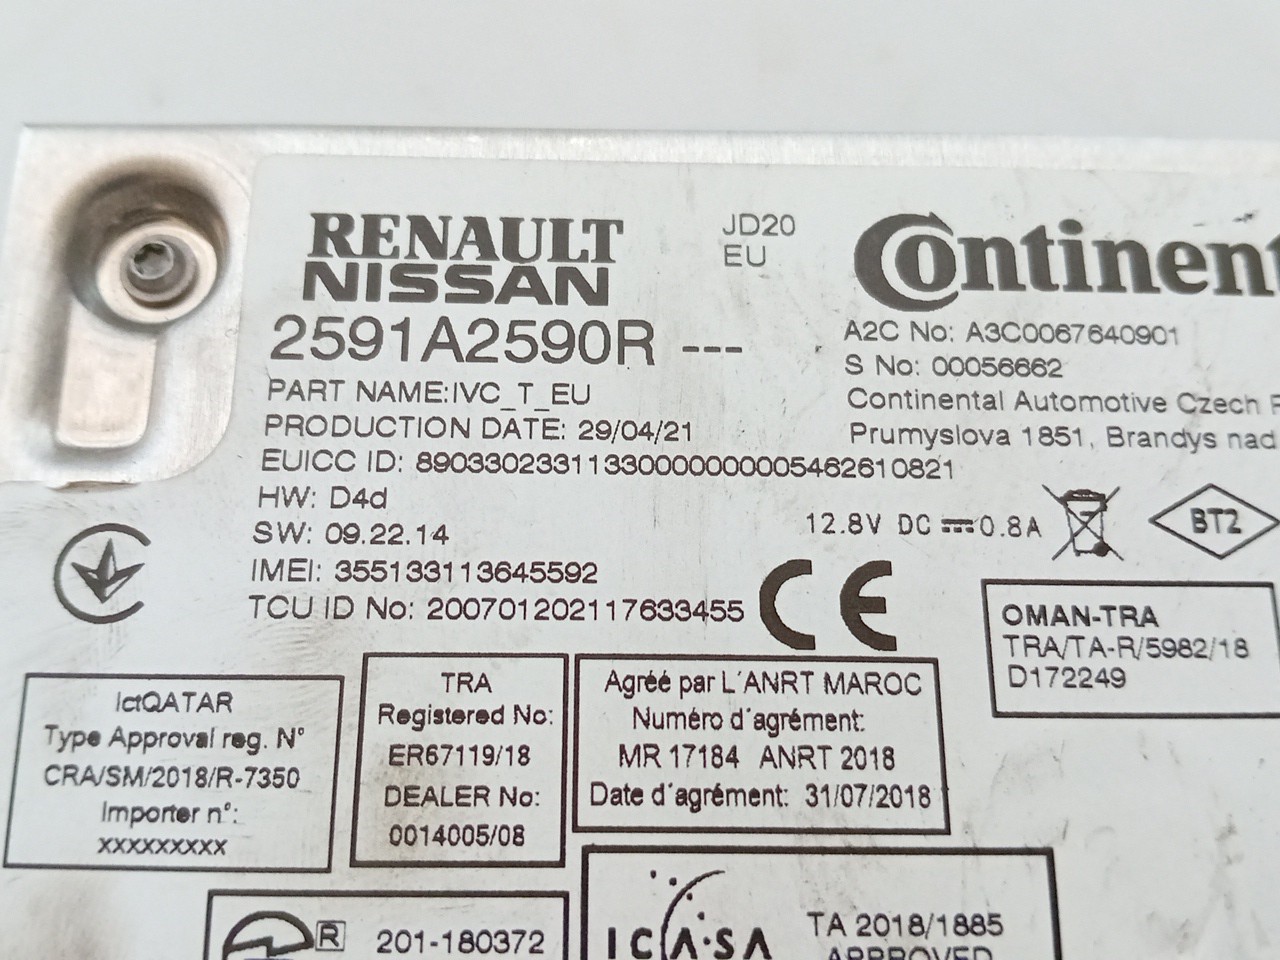 RENAULT
NISSAN
2591A2590R ---
PART NAME:IVC_T_EU
PRODUCTION DATE: 29/04/21
EUICC ID: 89033023311330000000005462610821
HW: D4d
SW: 09.22.14
IMEI: 355133113645592
TCU ID No: 200701202117633455
JD20
EU
Continent
A2C No: A3C0067640901
S No: 00056662
Continental Automotive Czech R
Prumyslova 1851, Brandys nad
12.8V DC 0.8A
BT2
CE
OMAN-TRA
TRA/TA-R/5982/18
D172249
ictQATAR
Type Approval reg. N°
CRA/SM/2018/R-7350
Importer n°:
xxxxxxxxx
TRA
Registered No:
ER67119/18
DEALER No:
0014005/08
Agréé par L'ANRT MAROC
Numéro d'agrément:
MR 17184 ANRT 2018
Date d'agrément: 31/07/2018
R 201-180372
ICASA
TA 2018/1885
APPROVED